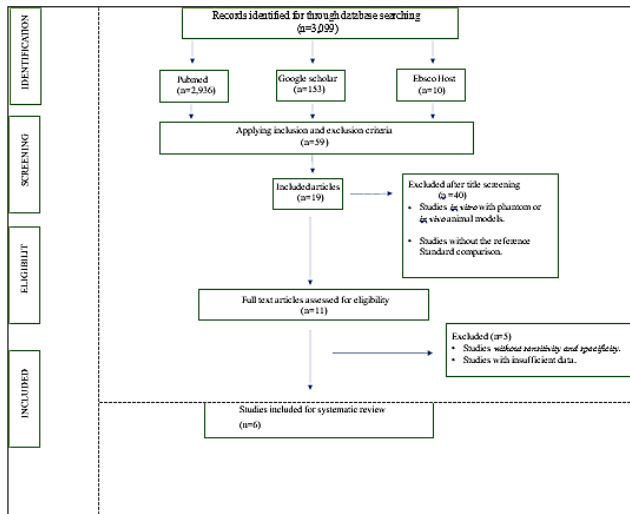 IDENTIFICATION
Records identified for through database searching
(n=3,099)
Pubmed
(n=2,936)
Google scholar
(n=153)
Ebsco Host
(n=10)
SCREENING
Applying inclusion and exclusion criteria
(n=59)
Included articles
(n=19)
Excluded after title screening
(n =40)
• Studies in vitro with phantom or
in vivo animal models.
• Studies without the reference
Standard comparison.
ELIGIBILIT
Full text articles assessed for eligibility
(n=11)
Excluded (n=5)
• Studies without sensitivity and specificity.
• Studies with insufficient data.
INCLUDED
Studies included for systematic review
(n=6)